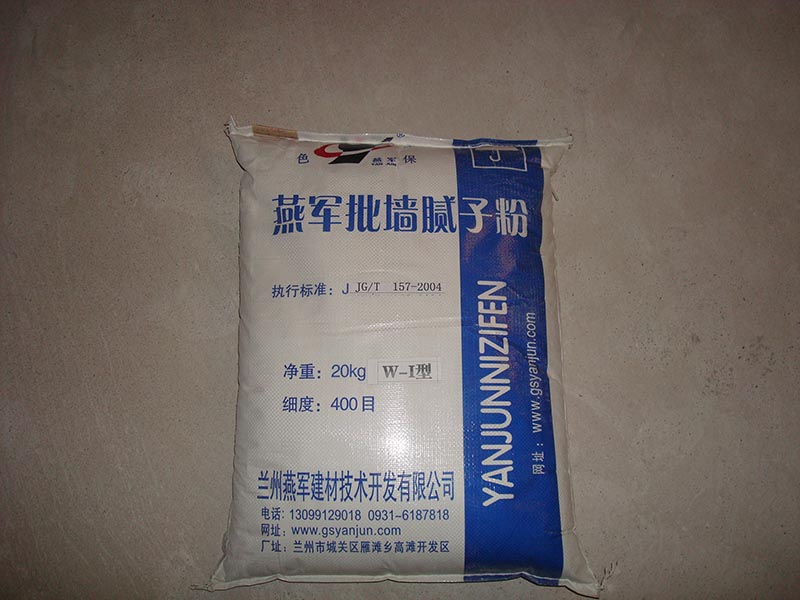 ®
色 燕军 保
YAN JUN
J
燕军批墙腻子粉
执行标准：J JG/T 157-2004
净重：20kg W-I型
细度：400目
兰州燕军建材技术开发有限公司
电话：13099129018 0931-6187818
网址：www.gsyanjun.com
厂址：兰州市城关区雁滩乡高滩开发区
YANJUNNIZIFEN
网址：www.gsyanjun.com